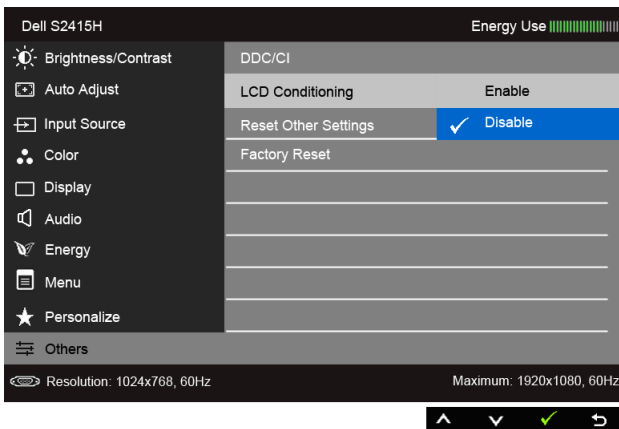 Dell S2415H Energy Use
Brightness/Contrast DDC/CI
Auto Adjust LCD Conditioning Enable
Input Source Reset Other Settings Disable
Color Factory Reset
Display
Audio
Energy
Menu
Personalize
Others
Resolution: 1024x768, 60Hz Maximum: 1920x1080, 60Hz